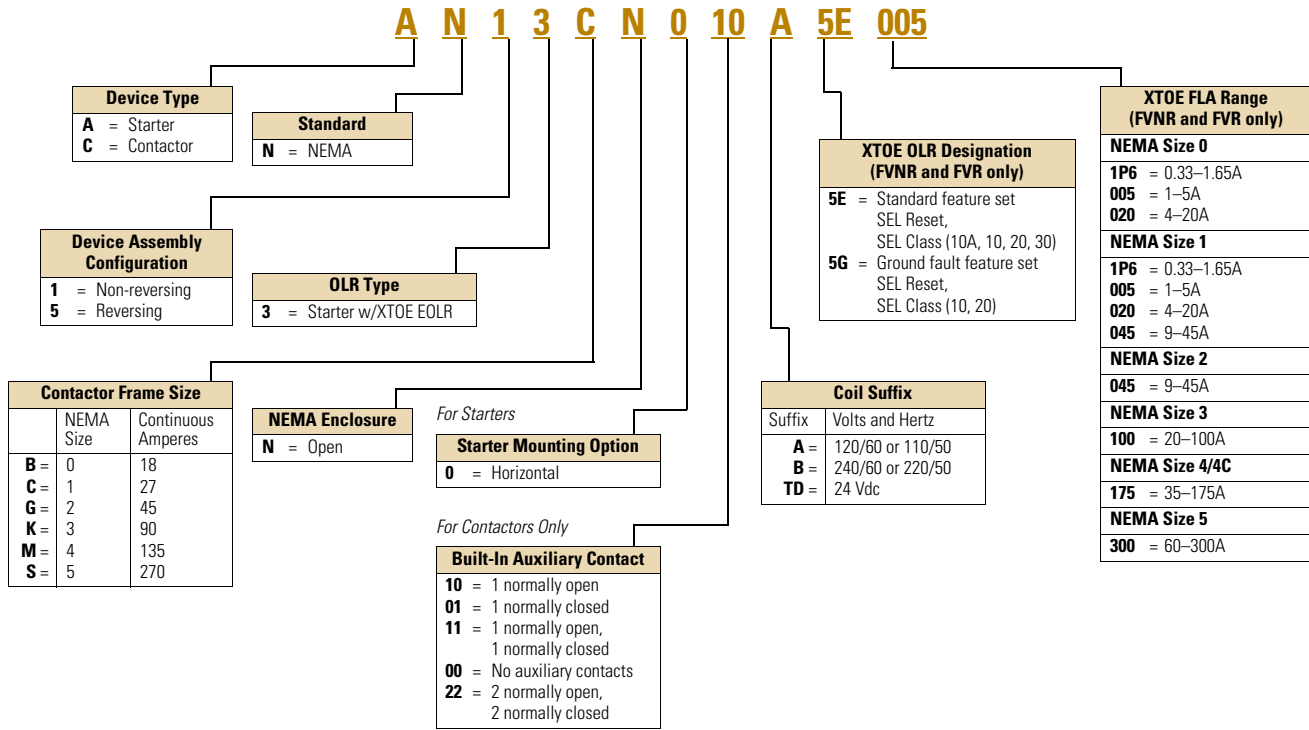 A N 1 3 C N 0 10 A 5E 005
Device Type
A = Starter
C = Contactor
Standard
N = NEMA
Device Assembly
Configuration
1 = Non-reversing
5 = Reversing
OLR Type
3 = Starter w/XTOE EOLR
Contactor Frame Size
NEMA Size Continuous Amperes
B = 0 18
C = 1 27
G = 2 45
K = 3 90
M = 4 135
S = 5 270
NEMA Enclosure
N = Open
For Starters
Starter Mounting Option
0 = Horizontal
For Contactors Only
Built-In Auxiliary Contact
10 = 1 normally open
01 = 1 normally closed
11 = 1 normally open,
1 normally closed
00 = No auxiliary contacts
22 = 2 normally open,
2 normally closed
Coil Suffix
Suffix Volts and Hertz
A = 120/60 or 110/50
B = 240/60 or 220/50
TD = 24 Vdc
XTOE OLR Designation
(FVNR and FVR only)
5E = Standard feature set
SEL Reset,
SEL Class (10A, 10, 20, 30)
5G = Ground fault feature set
SEL Reset,
SEL Class (10, 20)
XTOE FLA Range
(FVNR and FVR only)
NEMA Size 0
1P6 = 0.33–1.65A
005 = 1–5A
020 = 4–20A
NEMA Size 1
1P6 = 0.33–1.65A
005 = 1–5A
020 = 4–20A
045 = 9–45A
NEMA Size 2
045 = 9–45A
NEMA Size 3
100 = 20–100A
NEMA Size 4/4C
175 = 35–175A
NEMA Size 5
300 = 60–300A